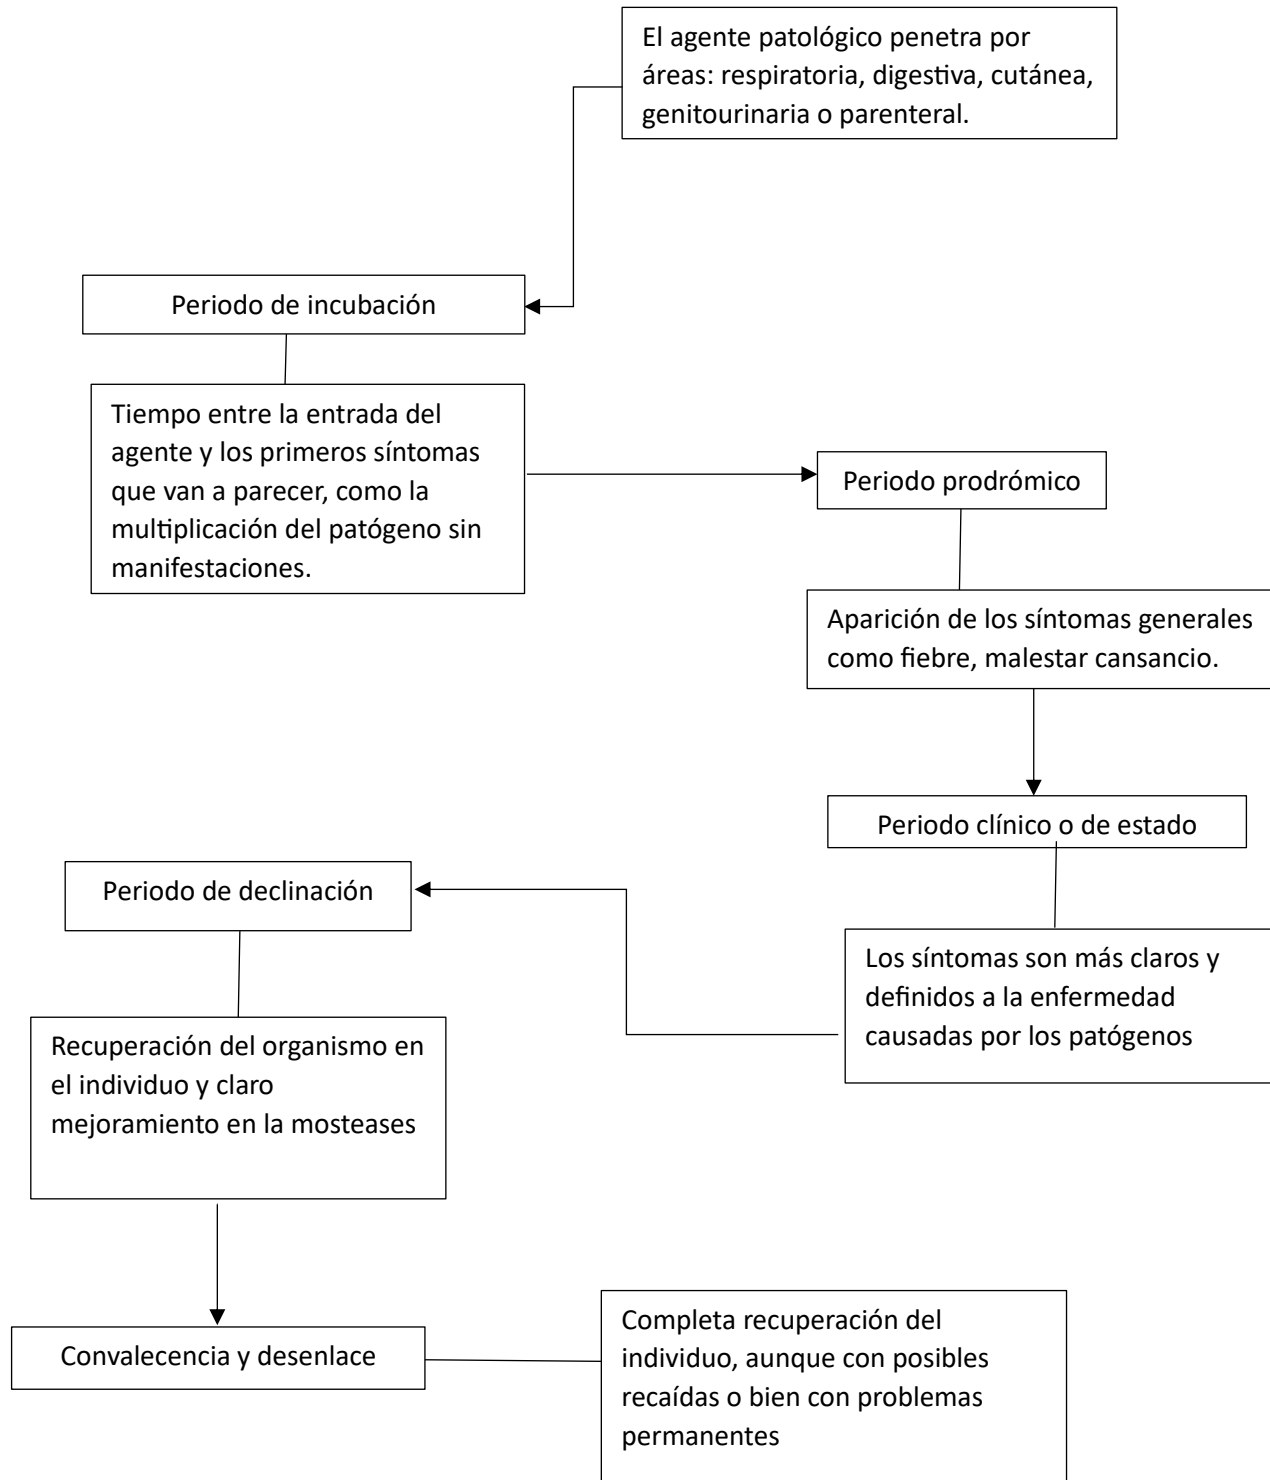 El agente patológico penetra por
áreas: respiratoria, digestiva, cutánea,
genitourinaria o parenteral.
Periodo de incubación
Tiempo entre la entrada del
agente y los primeros síntomas
que van a parecer, como la
multiplicación del patógeno sin
manifestaciones.
Periodo prodrómico
Aparición de los síntomas generales
como fiebre, malestar cansancio.
Periodo clínico o de estado
Los síntomas son más claros y
definidos a la enfermedad
causadas por los patógenos
Periodo de declinación
Recuperación del organismo en
el individuo y claro
mejoramiento en la mosteases
Convalecencia y desenlace
Completa recuperación del
individuo, aunque con posibles
recaídas o bien con problemas
permanentes